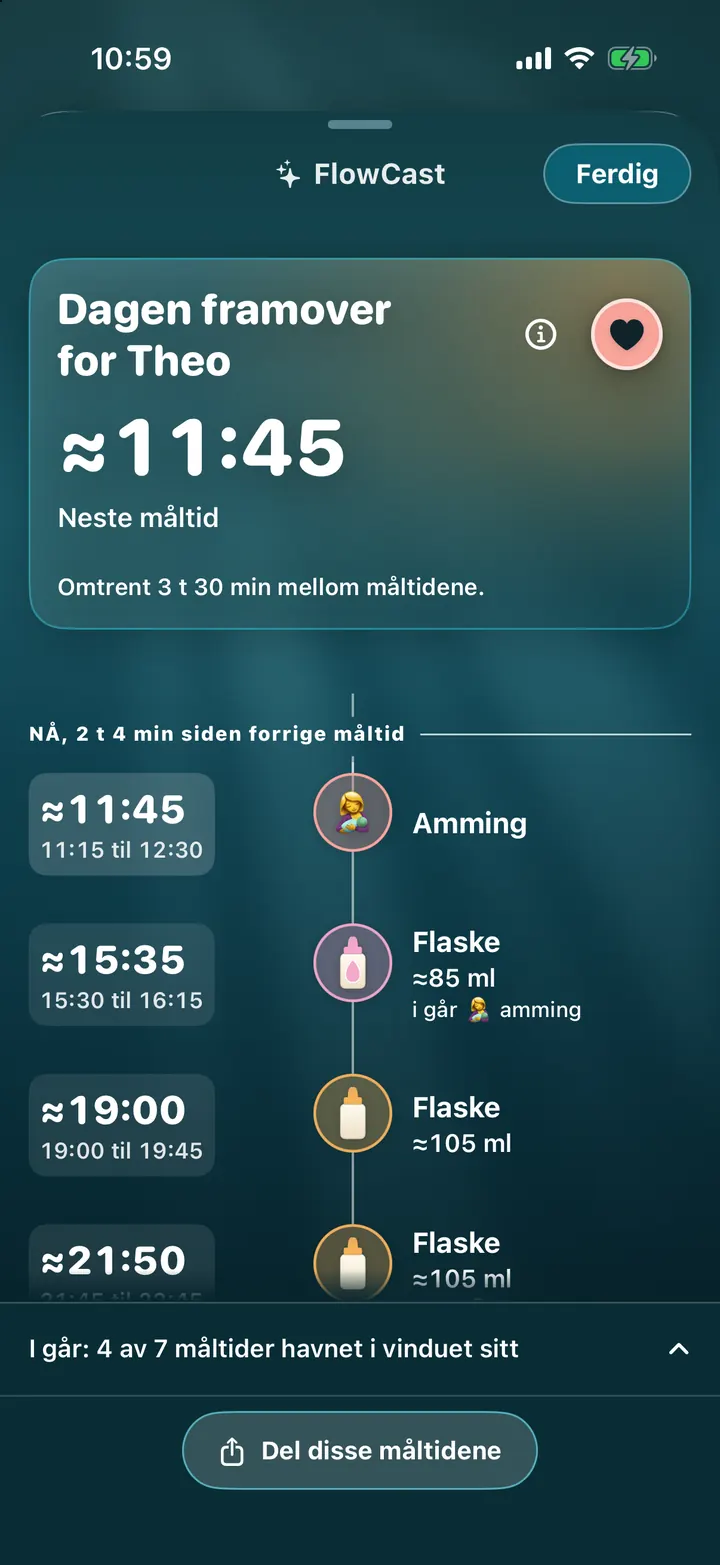 10:59
FlowCast
Ferdig
Dagen framover
for Theo
≈11:45
Neste måltid
Omtrent 3 t 30 min mellom måltidene.
NÅ, 2 t 4 min siden forrige måltid
≈11:45
11:15 til 12:30
Amming
≈15:35
15:30 til 16:15
Flaske
≈85 ml
i går 🤱 amming
≈19:00
19:00 til 19:45
Flaske
≈105 ml
≈21:50
Flaske
≈105 ml
I går: 4 av 7 måltider havnet i vinduet sitt
Del disse måltidene